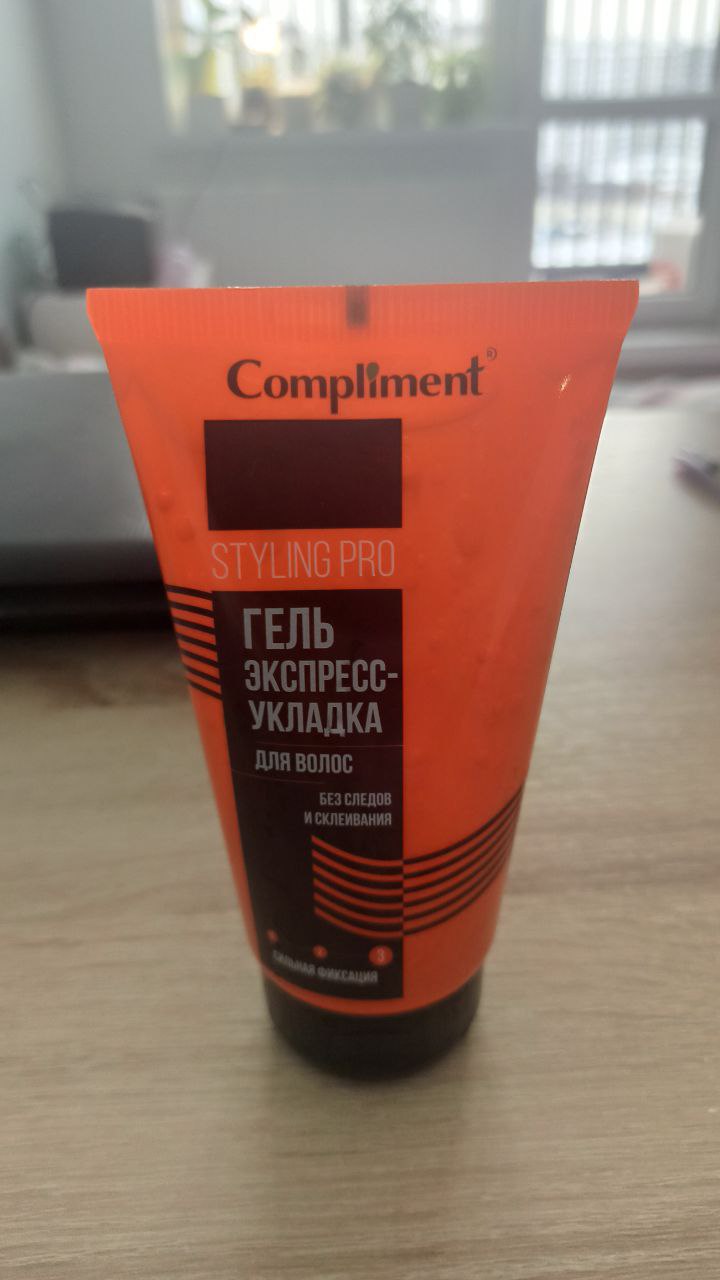 Compliment®
STYLING PRO
ГЕЛЬ
ЭКСПРЕСС-
УКЛАДКА
ДЛЯ ВОЛОС
БЕЗ СЛЕДОВ
И СКЛЕИВАНИЯ
3
СИЛЬНАЯ ФИКСАЦИЯ